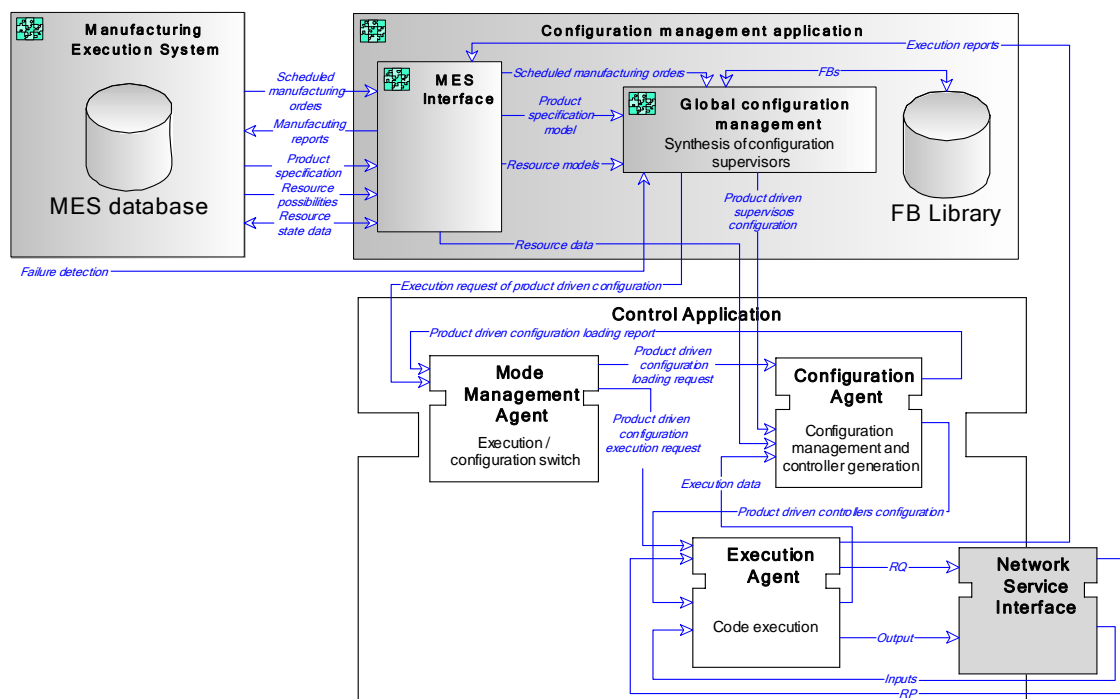 Manufacturing
Execution System
MES database
Scheduled
manufacturing
orders
Manufacuting
reports
Product
specification
Resource
possibilities
Resource
state data
Configuration management application
Execution reports
MES
Interface
Scheduled manufacturing orders
FBs
Product
specification
model
Resource models
Global configuration
management
Synthesis of configuration
supervisors
FB Library
Product driven
supervisors
configuration
Resource data
Failure detection
Execution request of product driven configuration
Control Application
Product driven configuration loading report
Mode
Management
Agent
Execution /
configuration switch
Product driven
configuration
loading request
Product driven
configuration
execution request
Configuration
Agent
Configuration
management and
controller generation
Execution data
Product driven controllers configuration
Execution
Agent
Code execution
RQ
Output
Network
Service
Interface
Inputs
RP